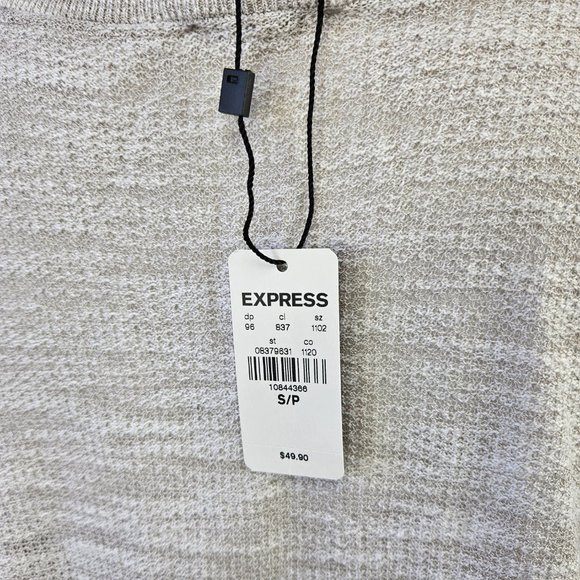 EXPRESS
dp cl sz
96 837 1102
st co
08379631 1120
10844366
S/P
$49.90